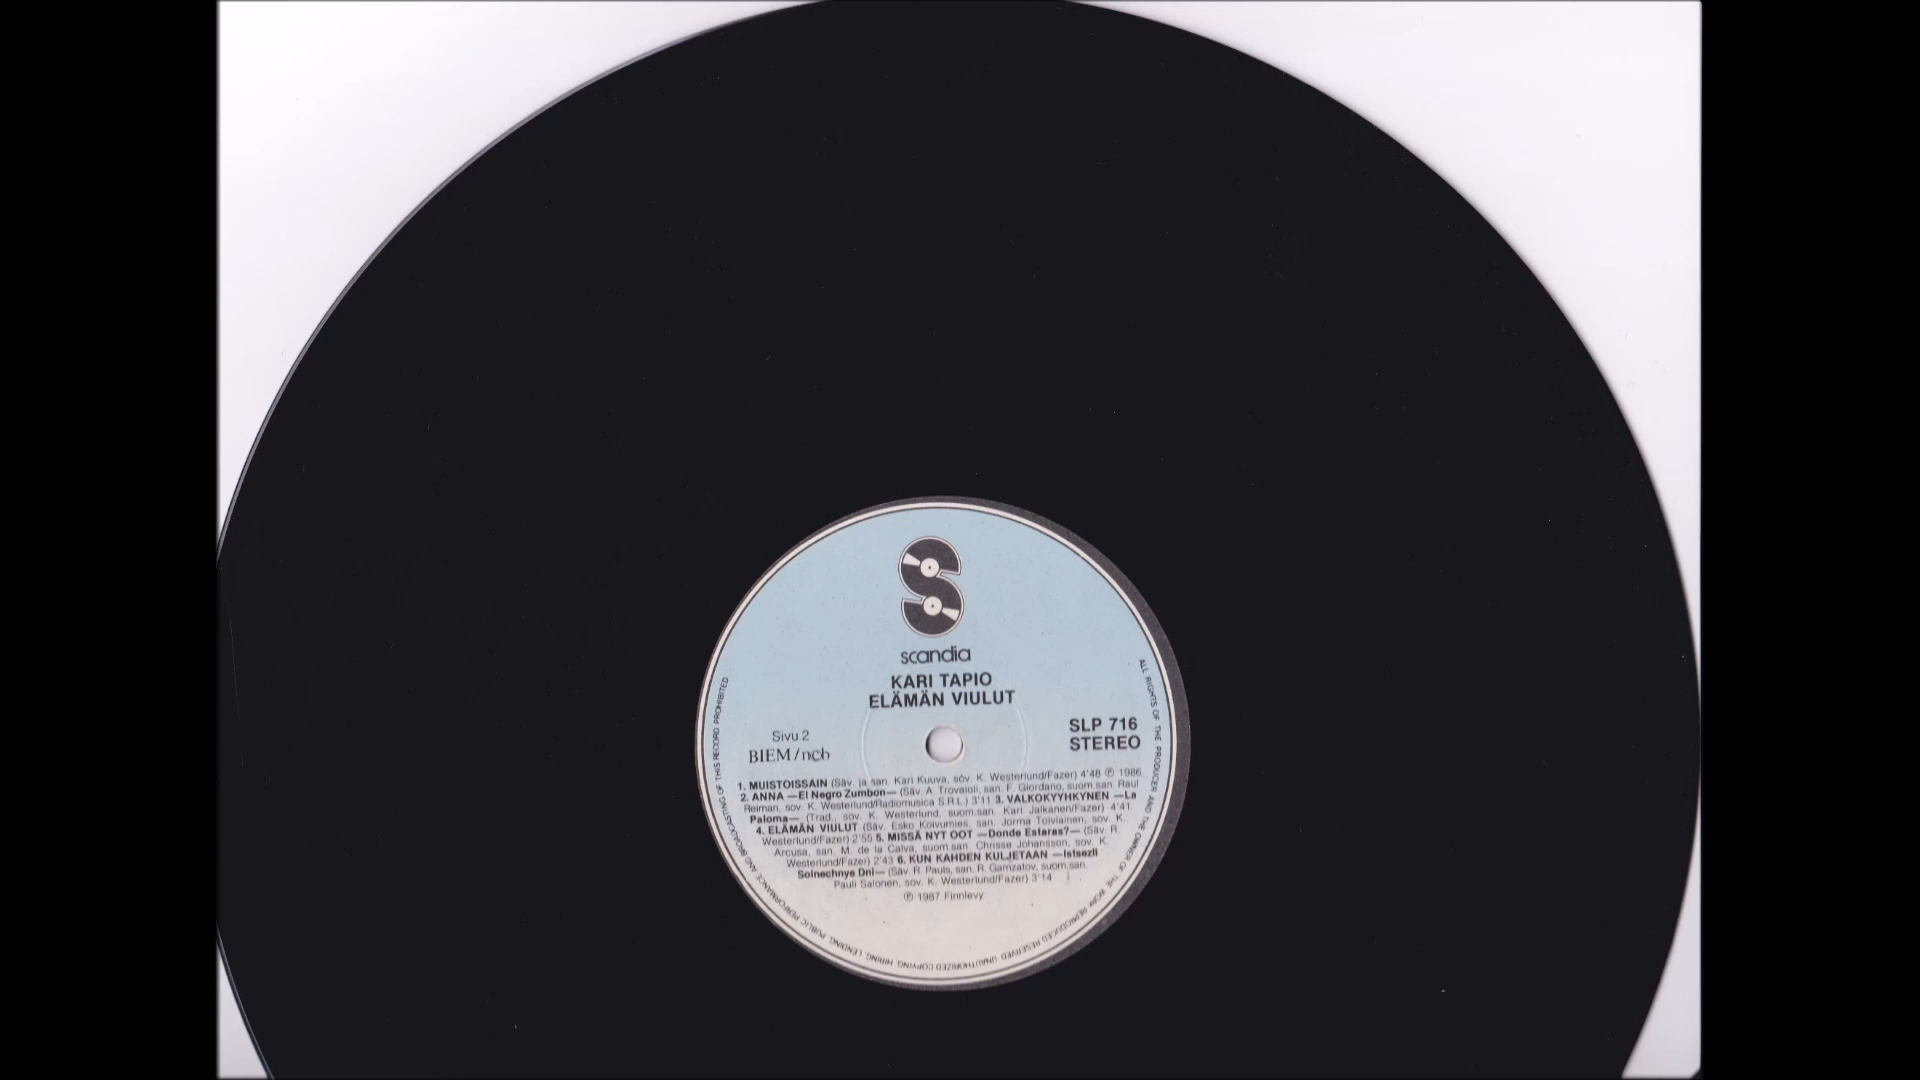 scandia
KARI TAPIO
ELÄMÄN VIULUT
Sivu 2
BIEM/ncb
SLP 716
STEREO
1. MUISTOISSAIN (Säv. ja san. Kari Kuuva, sov. K. Westerlund/Fazer) 4'48 ℗ 1986
2. ANNA —El Negro Zumbon— (Säv. A. Trovaioli, san. F. Giordano, suom.san. Raul
Reiman, sov. K. Westerlund/Radiomusica S.R.L.) 3'11 3. VALKOKYYHKYNEN —La
Paloma— (Trad., sov. K. Westerlund, suom.san. Kari Jalkanen/Fazer) 4'41
4. ELÄMÄN VIULUT (Säv. Esko Koivumies, san. Jorma Toiviainen, sov. K.
Westerlund/Fazer) 2'55 5. MISSÄ NYT OOT —Donde Estaras?— (Säv. R.
Arcusa, san. M. de la Calva, suom.san. Chrisse Johansson, sov. K.
Westerlund/Fazer) 2'43 6. KUN KAHDEN KULJETAAN —Istsezli
Solnechnye Dni— (Säv. R. Pauls, san. R. Gamzatov, suom.san.
Pauli Salonen, sov. K. Westerlund/Fazer) 3'14
℗ 1987 Finnlevy
ALL RIGHTS OF THE PRODUCER AND THE OWNER OF THE WORK REPRODUCED RESERVED. UNAUTHORIZED COPYING, HIRING, LENDING, PUBLIC PERFORMANCE AND BROADCASTING OF THIS RECORD PROHIBITED